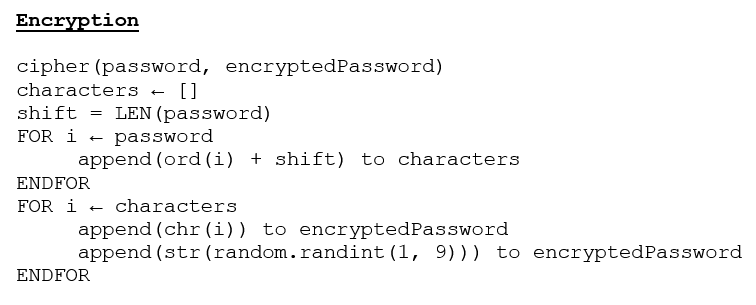 Encryption
cipher(password, encryptedPassword)
characters ← []
shift = LEN(password)
FOR i ← password
append(ord(i) + shift) to characters
ENDFOR
FOR i ← characters
append(chr(i)) to encryptedPassword
append(str(random.randint(1, 9))) to encryptedPassword
ENDFOR